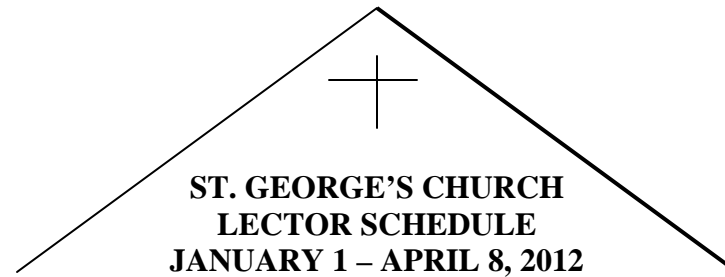 ST. GEORGE’S CHURCH
LECTOR SCHEDULE
JANUARY 1 – APRIL 8, 2012